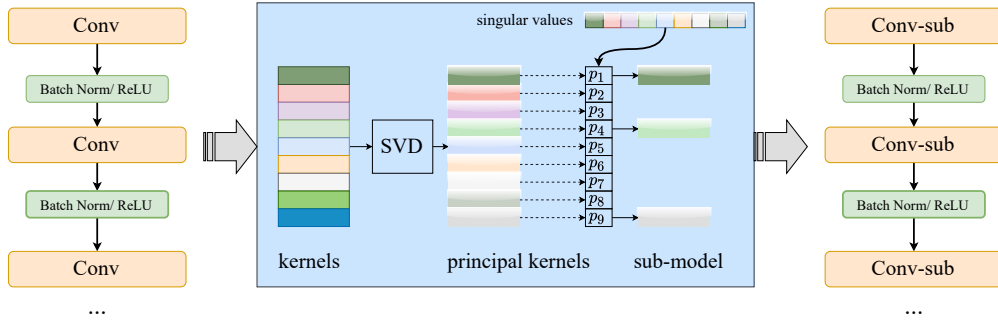 Conv
Batch Norm/ ReLU
Conv
Batch Norm/ ReLU
Conv
...
singular values
SVD
p1
p2
p3
p4
p5
p6
p7
p8
p9
kernels
principal kernels
sub-model
Conv-sub
Batch Norm/ ReLU
Conv-sub
Batch Norm/ ReLU
Conv-sub
...